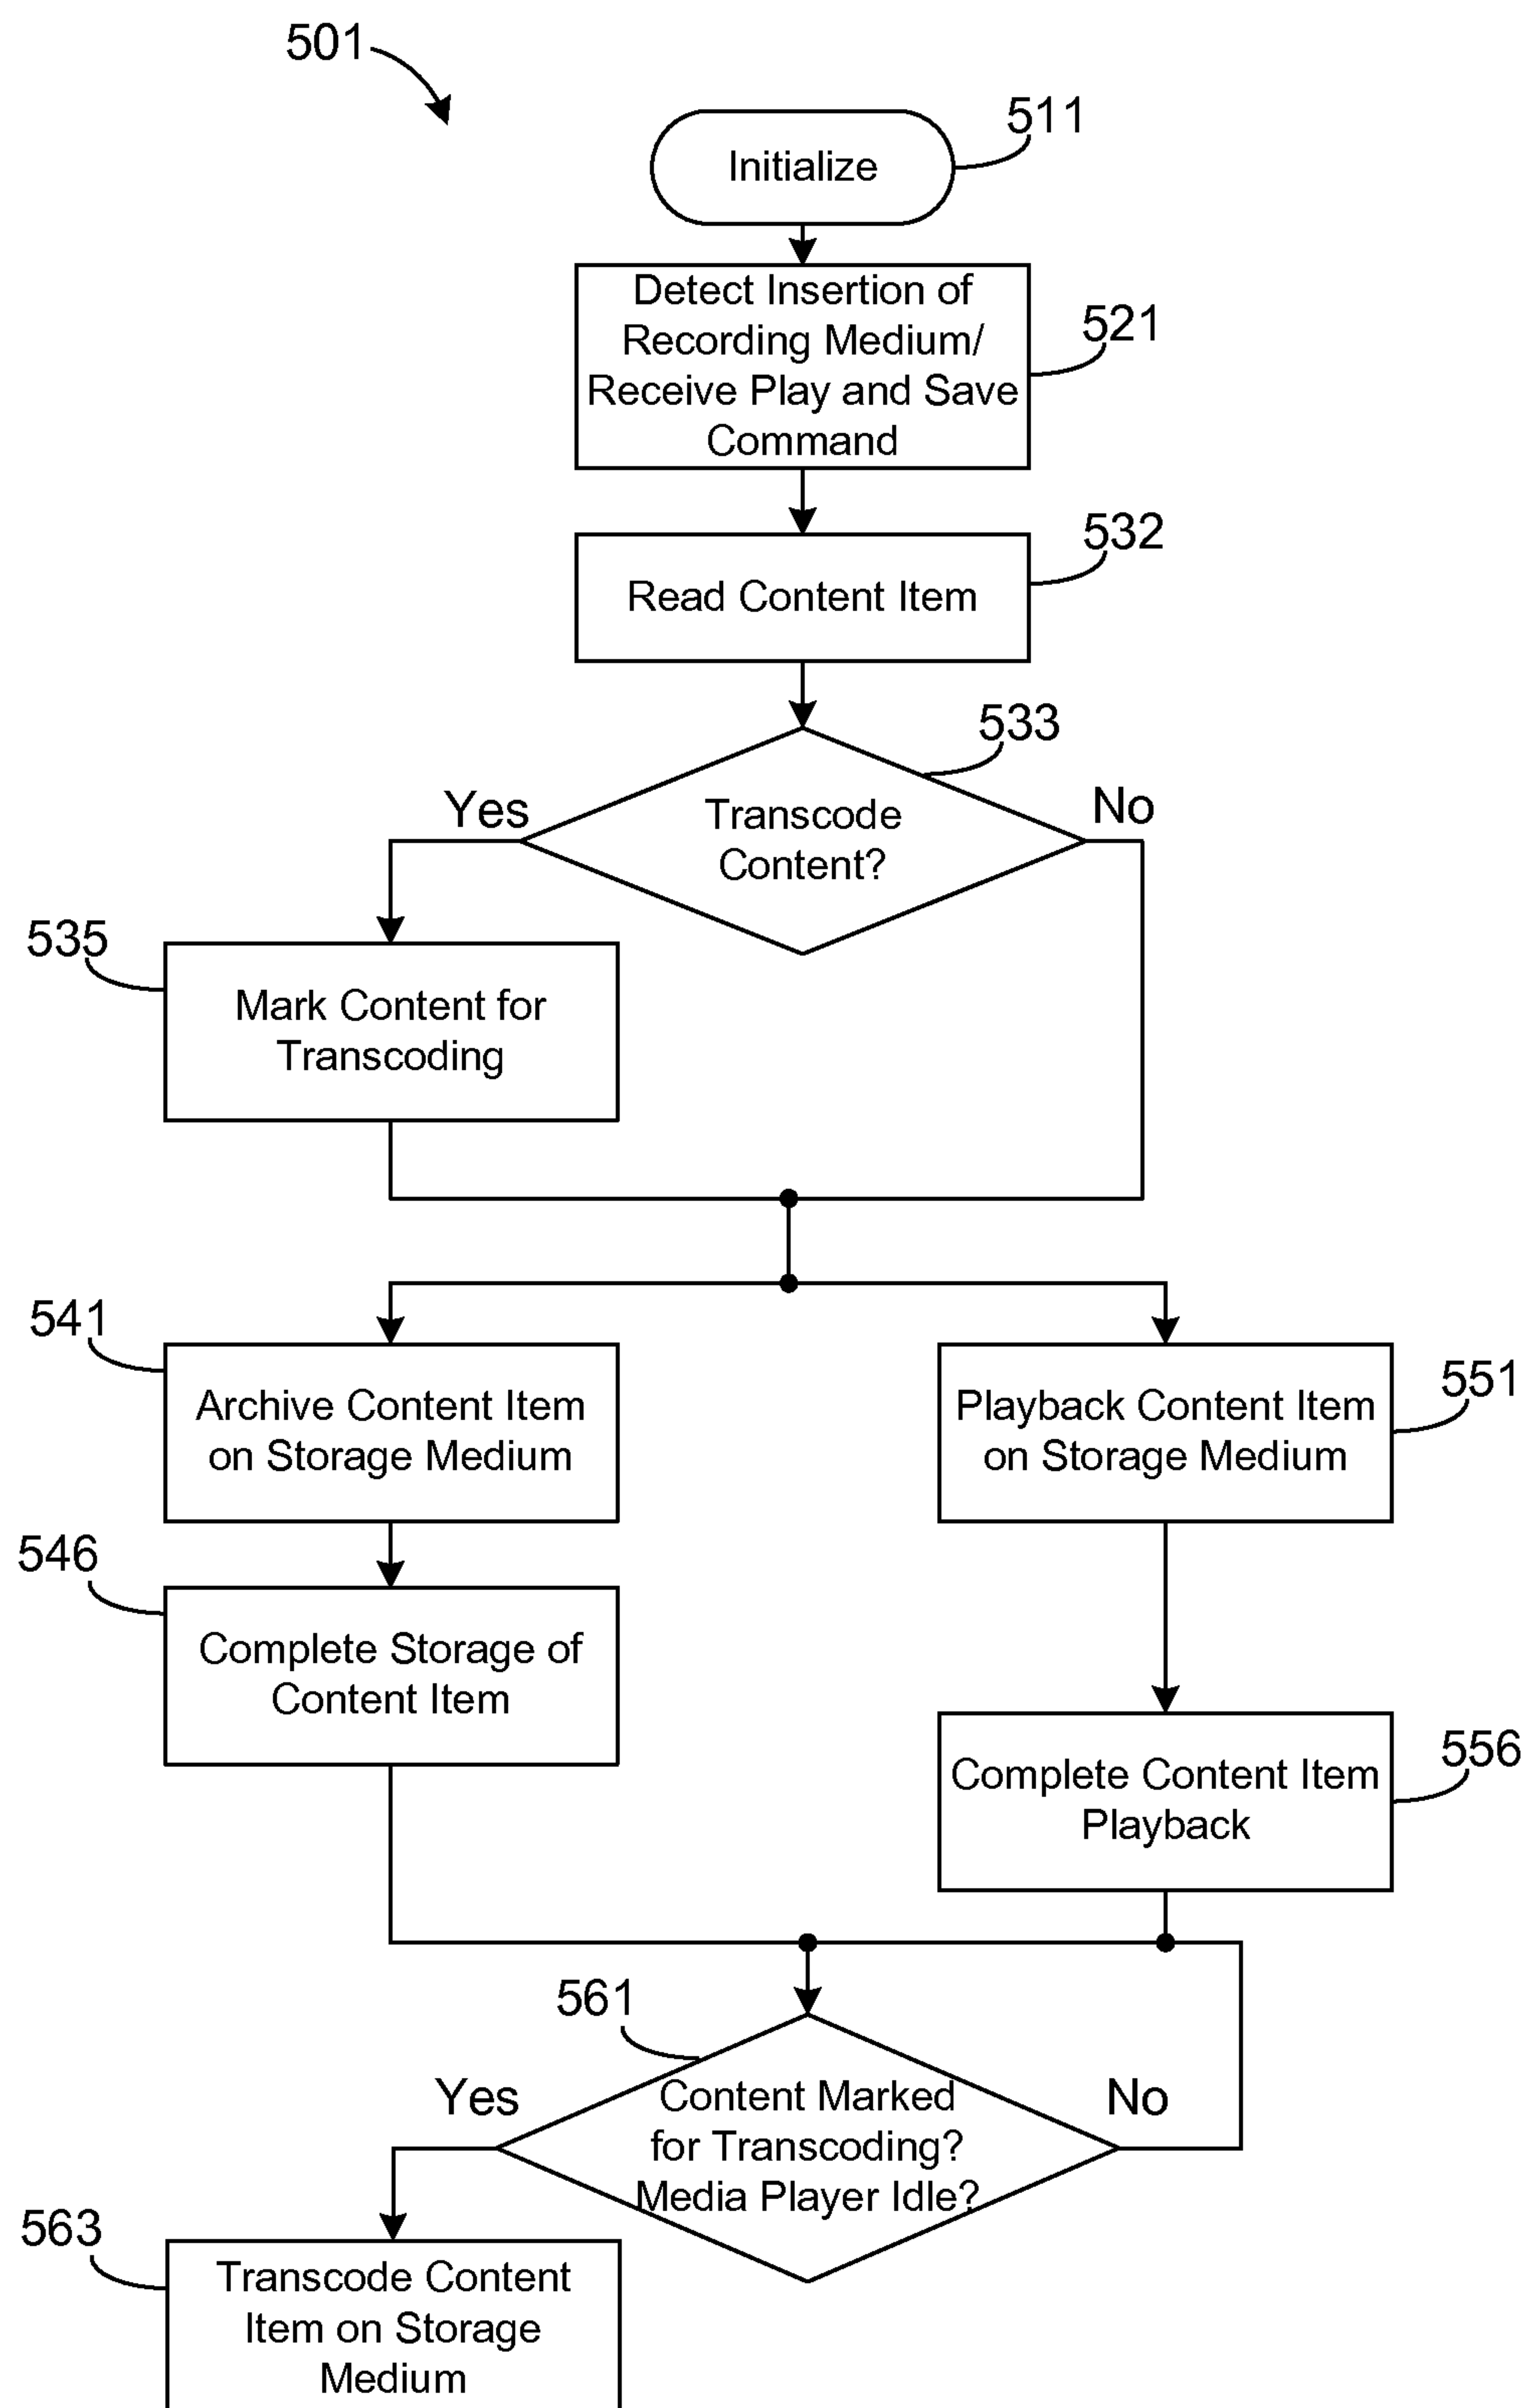 501
511
Initialize
Detect Insertion of
Recording Medium/
Receive Play and Save
Command
521
532
Read Content Item
533
Yes
No
Transcode
Content?
535
Mark Content for
Transcoding
541
551
Archive Content Item
on Storage Medium
Playback Content Item
on Storage Medium
546
Complete Storage of
Content Item
556
Complete Content Item
Playback
561
Yes
No
Content Marked
for Transcoding?
Media Player Idle?
563
Transcode Content
Item on Storage
Medium